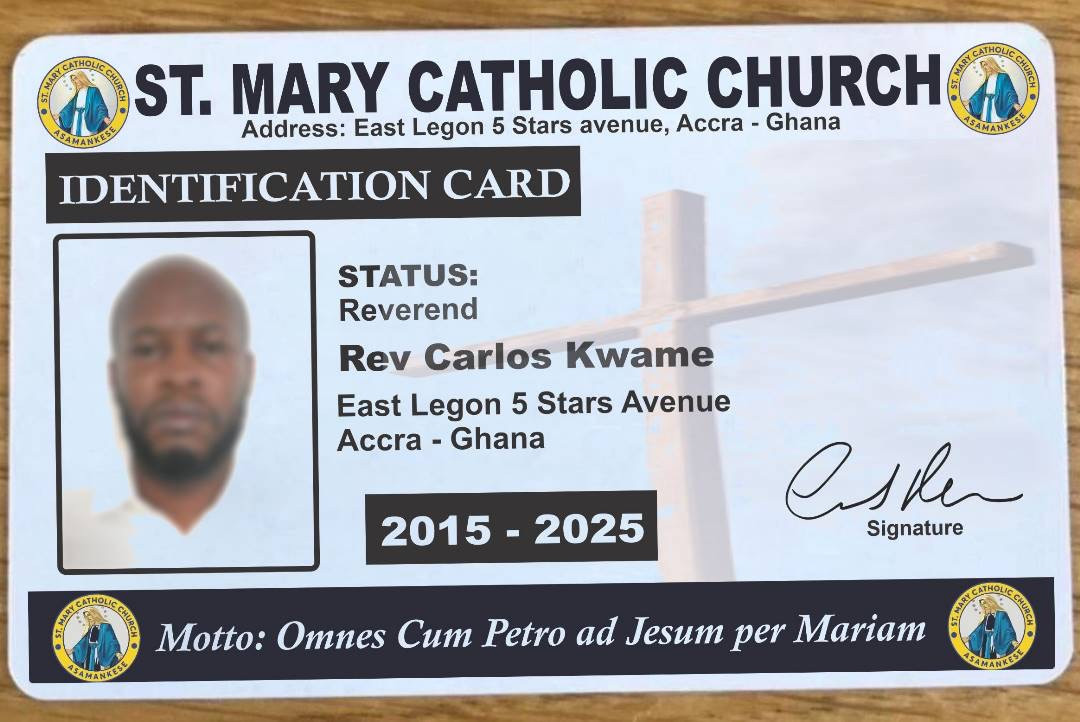 ST. MARY CATHOLIC CHURCH
Address: East Legon 5 Stars avenue, Accra - Ghana
ST. MARY CATHOLIC CHURCH
ASAMANKESE
ST. MARY CATHOLIC CHURCH
ASAMANKESE
IDENTIFICATION CARD
STATUS:
Reverend
Rev Carlos Kwame
East Legon 5 Stars Avenue
Accra - Ghana
2015 - 2025
Signature
ST. MARY CATHOLIC CHURCH
ASAMANKESE
Motto: Omnes Cum Petro ad Jesum per Mariam
ST. MARY CATHOLIC CHURCH
ASAMANKESE